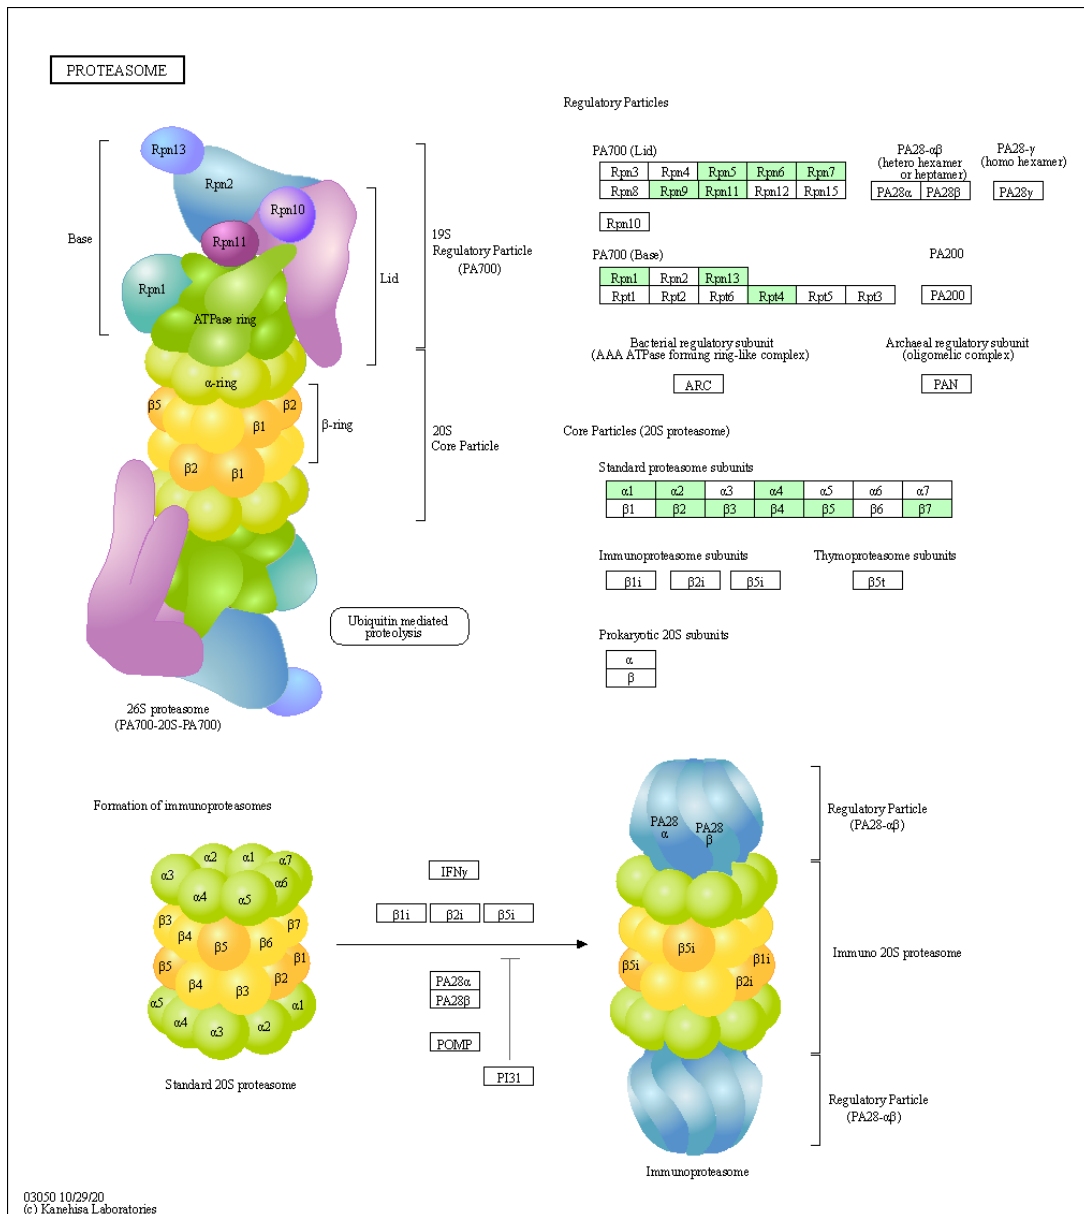 PROTEASOME
Rpn13
Rpn2
Rpn10
Rpn11
Rpn1
ATPase ring
Base
Lid
19S
Regulatory Particle
(PA700)
α-ring
β5
β2
β1
β2
β1
β-ring
20S
Core Particle
Ubiquitin mediated
proteolysis
26S proteasome
(PA700-20S-PA700)
Regulatory Particles
PA700 (Lid)
Rpn3 Rpn4 Rpn5 Rpn6 Rpn7
Rpn8 Rpn9 Rpn11 Rpn12 Rpn15
Rpn10
PA28-αβ
(hetero hexamer
or heptamer)
PA28α PA28β
PA28-γ
(homo hexamer)
PA28γ
PA700 (Base)
Rpn1 Rpn2 Rpn13
Rpt1 Rpt2 Rpt6 Rpt4 Rpt5 Rpt3
PA200
PA200
Bacterial regulatory subunit
(AAA ATPase forming ring-like complex)
ARC
Archaeal regulatory subunit
(oligomelic complex)
PAN
Core Particles (20S proteasome)
Standard proteasome subunits
α1 α2 α3 α4 α5 α6 α7
β1 β2 β3 β4 β5 β6 β7
Immunoproteasome subunits
β1i β2i β5i
Thymoproteasome subunits
β5t
Prokaryotic 20S subunits
α
β
Formation of immunoproteasomes
α2 α1 α7
α3 α6
α4 α5
β3 β7
β4 β5 β6
β5 β1
β4 β3 β2
α5 α1
α4 α3 α2
Standard 20S proteasome
IFNγ
β1i β2i β5i
PA28α
PA28β
POMP
PI31
PA28
α
PA28
β
β5i
β5i
β1i
β2i
Immunoproteasome
Regulatory Particle
(PA28-αβ)
Immuno 20S proteasome
Regulatory Particle
(PA28-αβ)
03050 10/29/20
(c) Kanehisa Laboratories